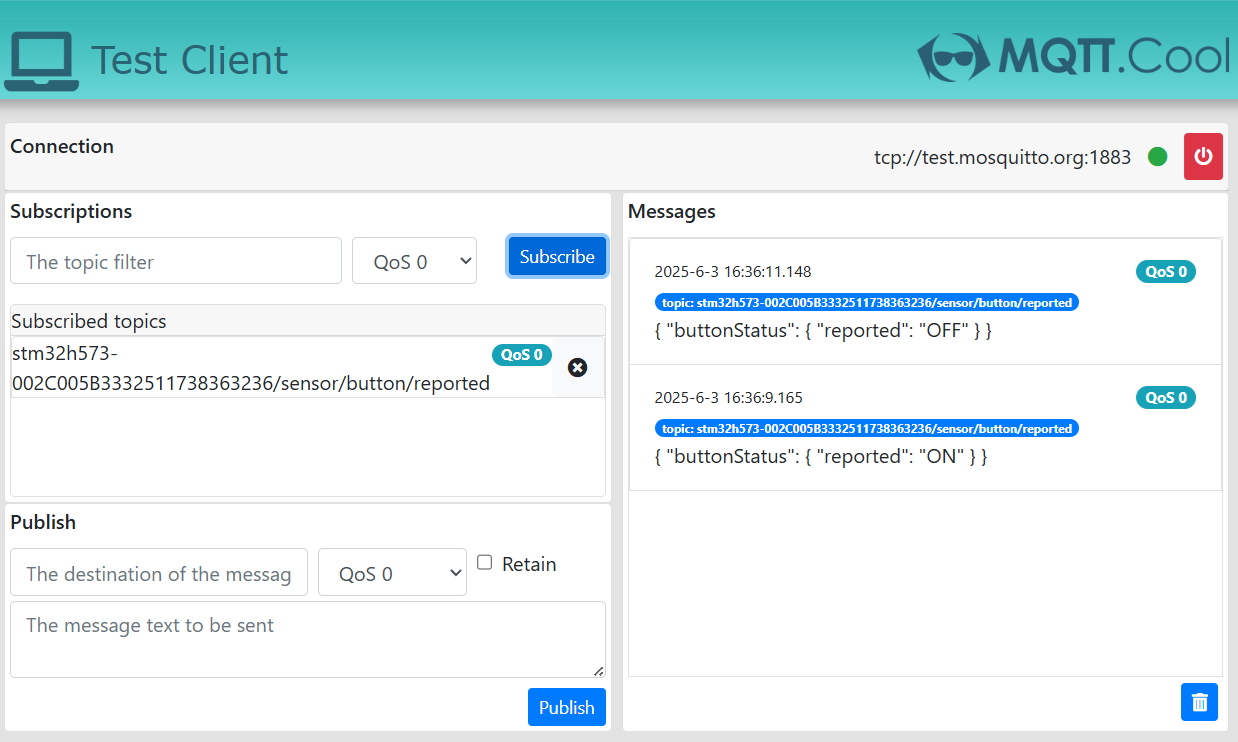 Test Client
MQTT.Cool
Connection
tcp://test.mosquitto.org:1883
Subscriptions
The topic filter
QoS 0
Subscribe
Subscribed topics
stm32h573-
002C005B3332511738363236/sensor/button/reported
QoS 0
Publish
The destination of the messag
QoS 0
Retain
The message text to be sent
Publish
Messages
2025-6-3 16:36:11.148
QoS 0
topic: stm32h573-002C005B3332511738363236/sensor/button/reported
{ "buttonStatus": { "reported": "OFF" } }
2025-6-3 16:36:9.165
QoS 0
topic: stm32h573-002C005B3332511738363236/sensor/button/reported
{ "buttonStatus": { "reported": "ON" } }